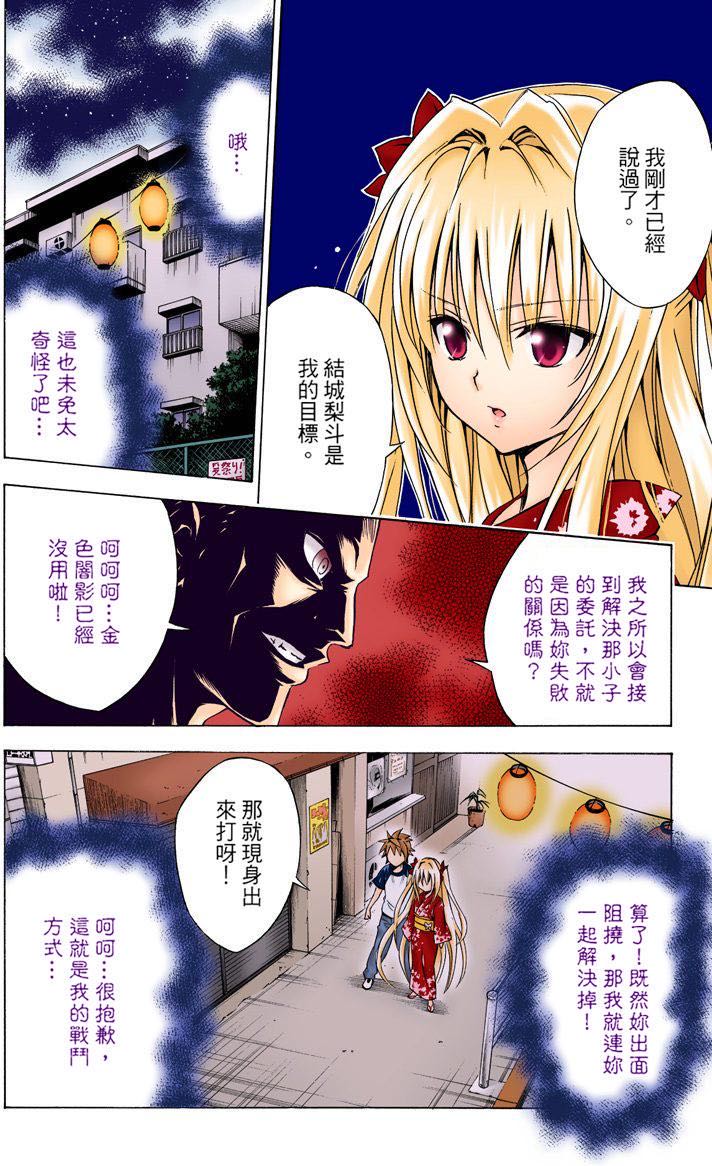 我剛才已經
說過了。
結城梨斗是
我的目標。
哦…
這也未免太
奇怪了吧…
夏祭り!
我之所以會接
到解決那小子
的委託，不就
是因為妳失敗
的關係嗎？
呵呵呵…金
色闇影已經
沒用啦！
算了！既然妳出面
阻撓，那我就連妳
一起解決掉！
那就現身出
來打呀！
呵呵…很抱歉，
這就是我的戰鬥
方式…